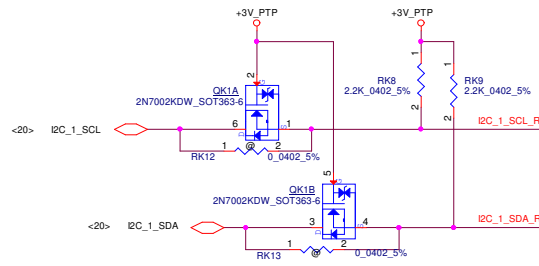 +3V_PTP
+3V_PTP
2
G
QK1A
2N7002KDW_SOT363-6
1
1
RK8
2.2K_0402_5%
RK9
2.2K_0402_5%
2
2
<20>
I2C_1_SCL
6
D
S
1
I2C_1_SCL_R
1
@
2
RK12
0_0402_5%
5
G
QK1B
2N7002KDW_SOT363-6
<20>
I2C_1_SDA
3
D
S
4
I2C_1_SDA_R
1
@
2
RK13
0_0402_5%